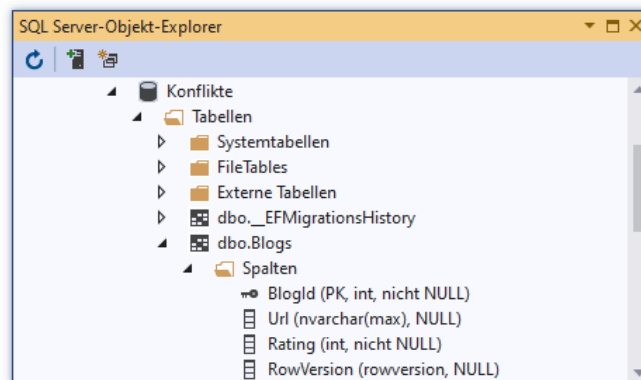 SQL Server-Objekt-Explorer
Konflikte
Tabellen
Systemtabellen
FileTables
Externe Tabellen
dbo.__EFMigrationsHistory
dbo.Blogs
Spalten
BlogId (PK, int, nicht NULL)
Url (nvarchar(max), NULL)
Rating (int, nicht NULL)
RowVersion (rowversion, NULL)